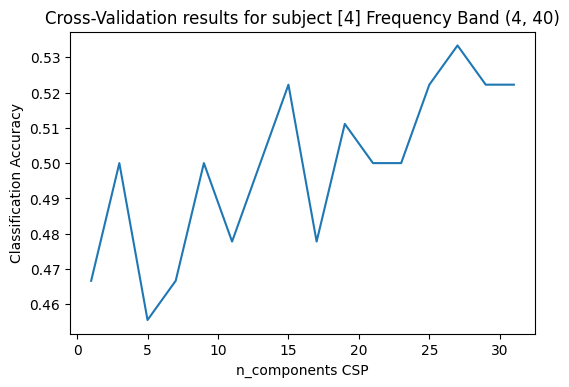 Cross-Validation results for subject [4] Frequency Band (4, 40)
Classification Accuracy
0.53
0.52
0.51
0.50
0.49
0.48
0.47
0.46
0 5 10 15 20 25 30
n_components CSP